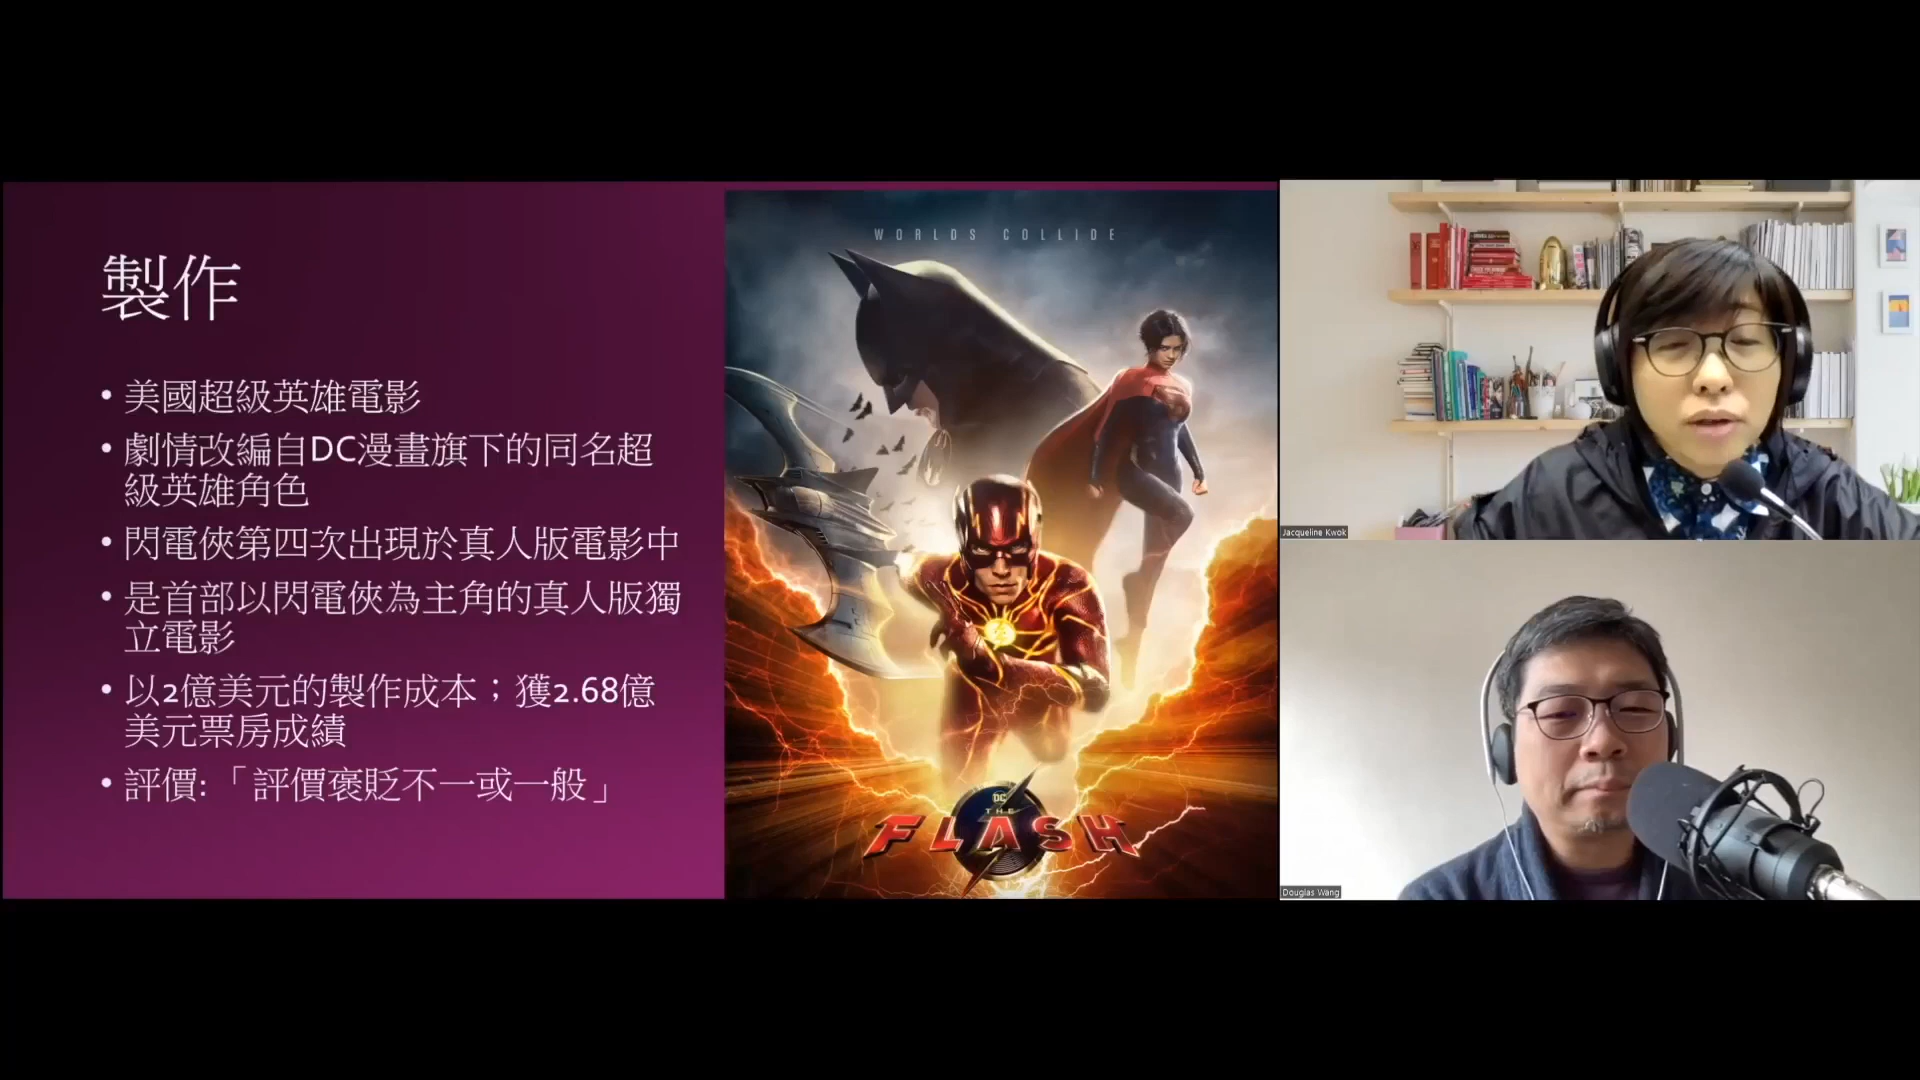 製作
• 美國超級英雄電影
• 劇情改編自DC漫畫旗下的同名超
級英雄角色
• 閃電俠第四次出現於真人版電影中
• 是首部以閃電俠為主角的真人版獨
立電影
• 以2億美元的製作成本；獲2.68億
美元票房成績
• 評價:「評價褒貶不一或一般」
WORLDS COLLIDE
DC
THE
FLASH
Jacqueline Kwok
Douglas Wang